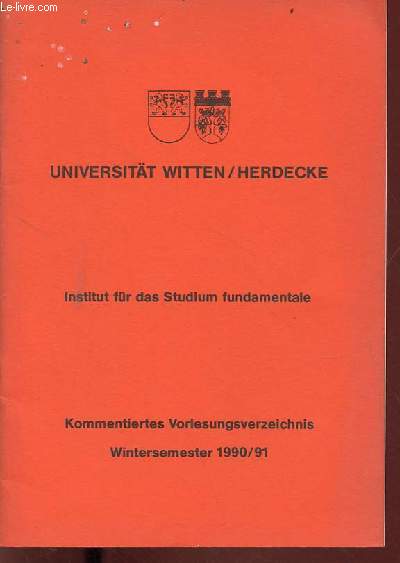 Le-livre.com
UNIVERSITÄT WITTEN/HERDECKE
Institut für das Studium fundamentale
Kommentiertes Vorlesungsverzeichnis
Wintersemester 1990/91